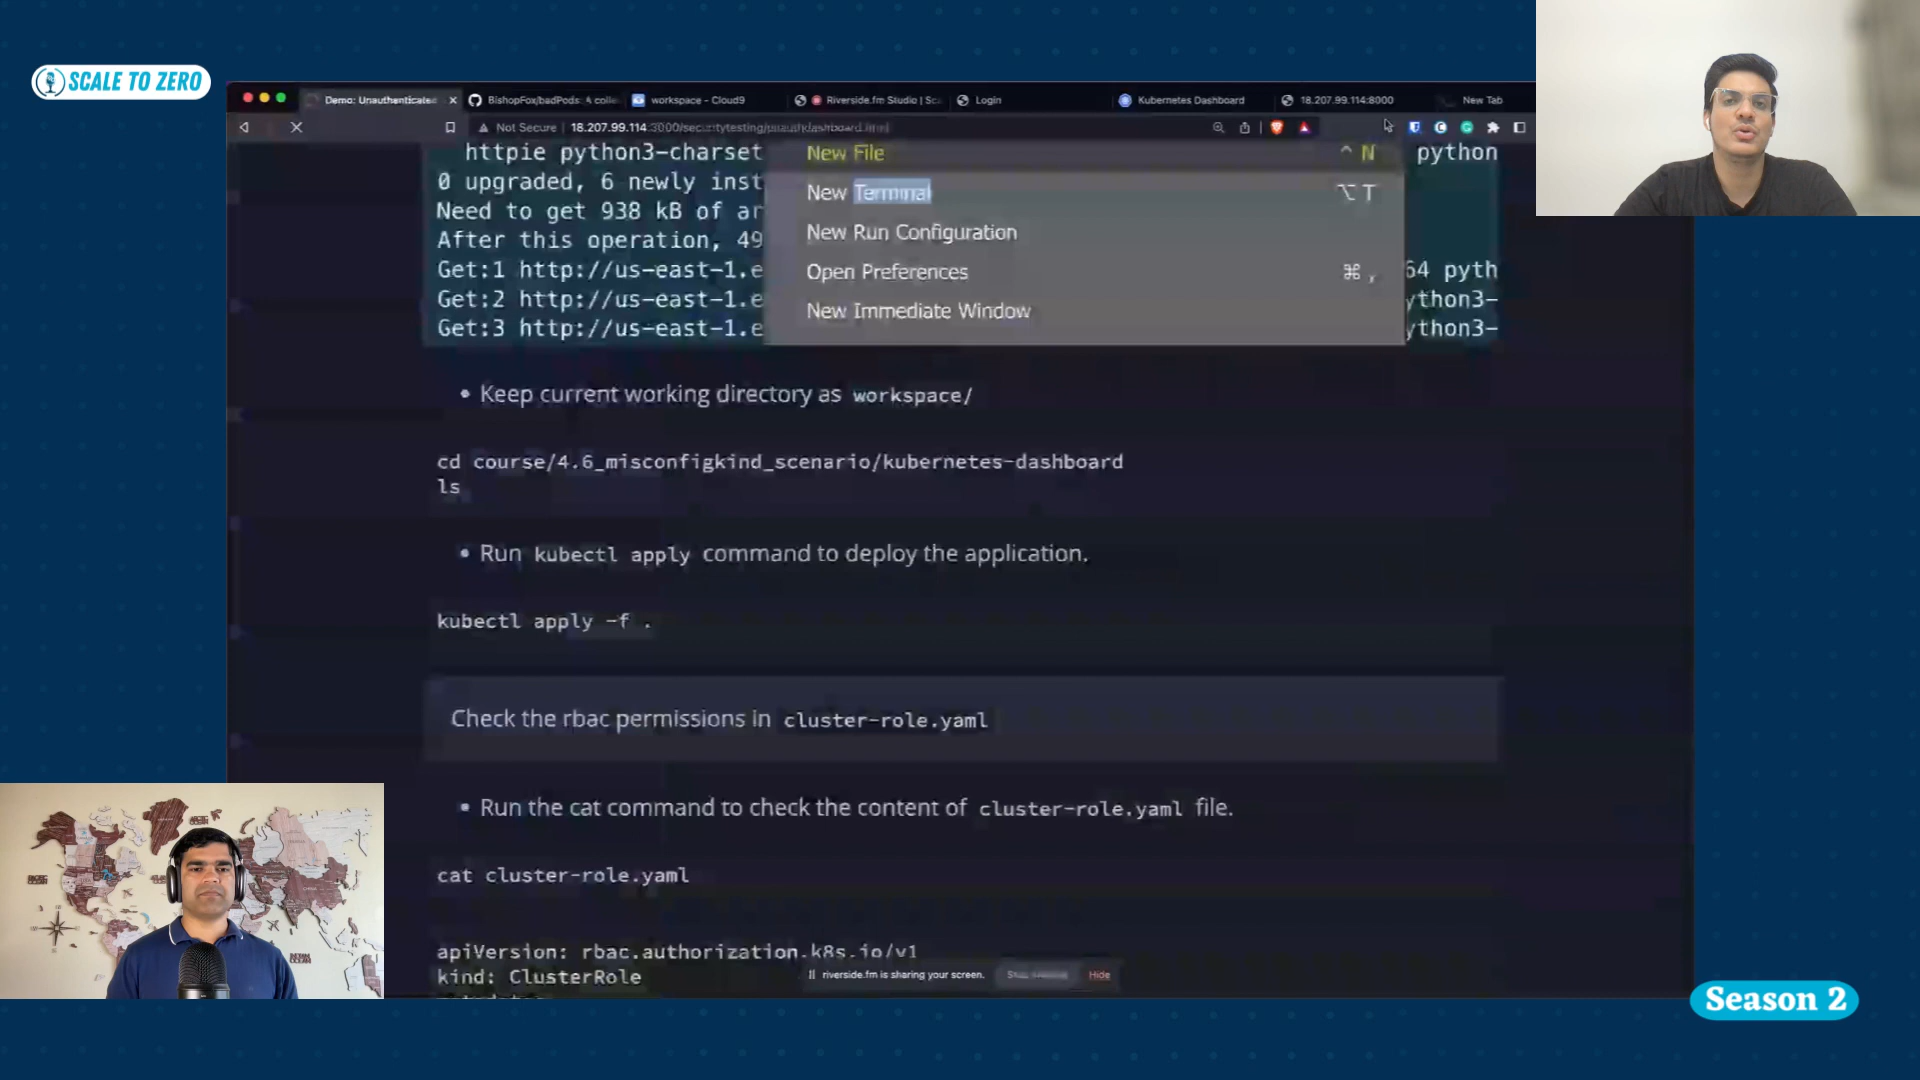 SCALE TO ZERO
Demo: Unauthenticate
BishopFox/badPods: A colle
workspace - Cloud9
Riverside.fm Studio | Sca
Login
Kubernetes Dashboard
18.207.99.114:8000
New Tab
Not Secure | 18.207.99.114:3000/securitytesting/unauthdashboard.html
httpie python3-charset
New File
^ N
python
0 upgraded, 6 newly inst
New Terminal
⌥ T
Need to get 938 kB of ar
New Run Configuration
After this operation, 49
Get:1 http://us-east-1.e
Open Preferences
⌘ ,
64 pyth
Get:2 http://us-east-1.e
New Immediate Window
ython3-
Get:3 http://us-east-1.e
ython3-
• Keep current working directory as workspace/
cd course/4.6_misconfigkind_scenario/kubernetes-dashboard
ls
• Run kubectl apply command to deploy the application.
kubectl apply -f .
Check the rbac permissions in cluster-role.yaml
• Run the cat command to check the content of cluster-role.yaml file.
cat cluster-role.yaml
apiVersion: rbac.authorization.k8s.io/v1
kind: ClusterRole
riverside.fm is sharing your screen.
Hide
Season 2